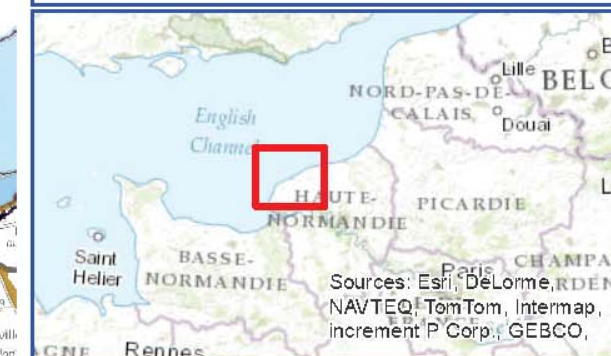 Lille
BELG
NORD-PAS-DE-
CALAIS
Douai
English
Channel
HAUTE-
NORMANDIE
PICARDIE
Saint
Helier
BASSE-
NORMANDIE
Paris
CHAMPA
RDEN
Sources: Esri, DeLorme,
NAVTEQ, TomTom, Intermap,
increment P Corp., GEBCO,
Rennes